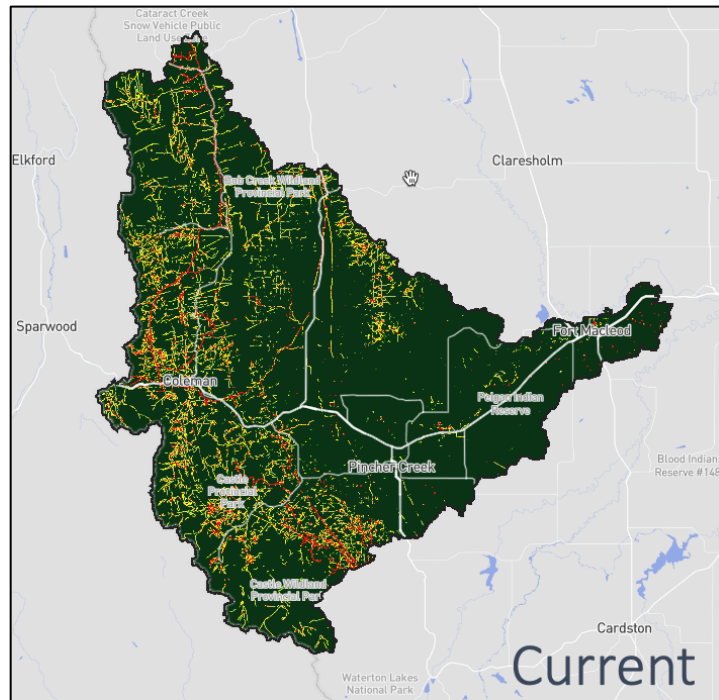 Cataract Creek
Snow Vehicle Public
Land Use
Elkford
Claresholm
Bob Creek Wildland
Provincial Park
Sparwood
Fort Macleod
Coleman
Peigan Indian
Reserve
Blood Indian
Reserve #148
Pincher Creek
Castle
Provincial
Park
Castle Wildland
Provincial Par
Cardston
Current
Waterton Lakes
National Park